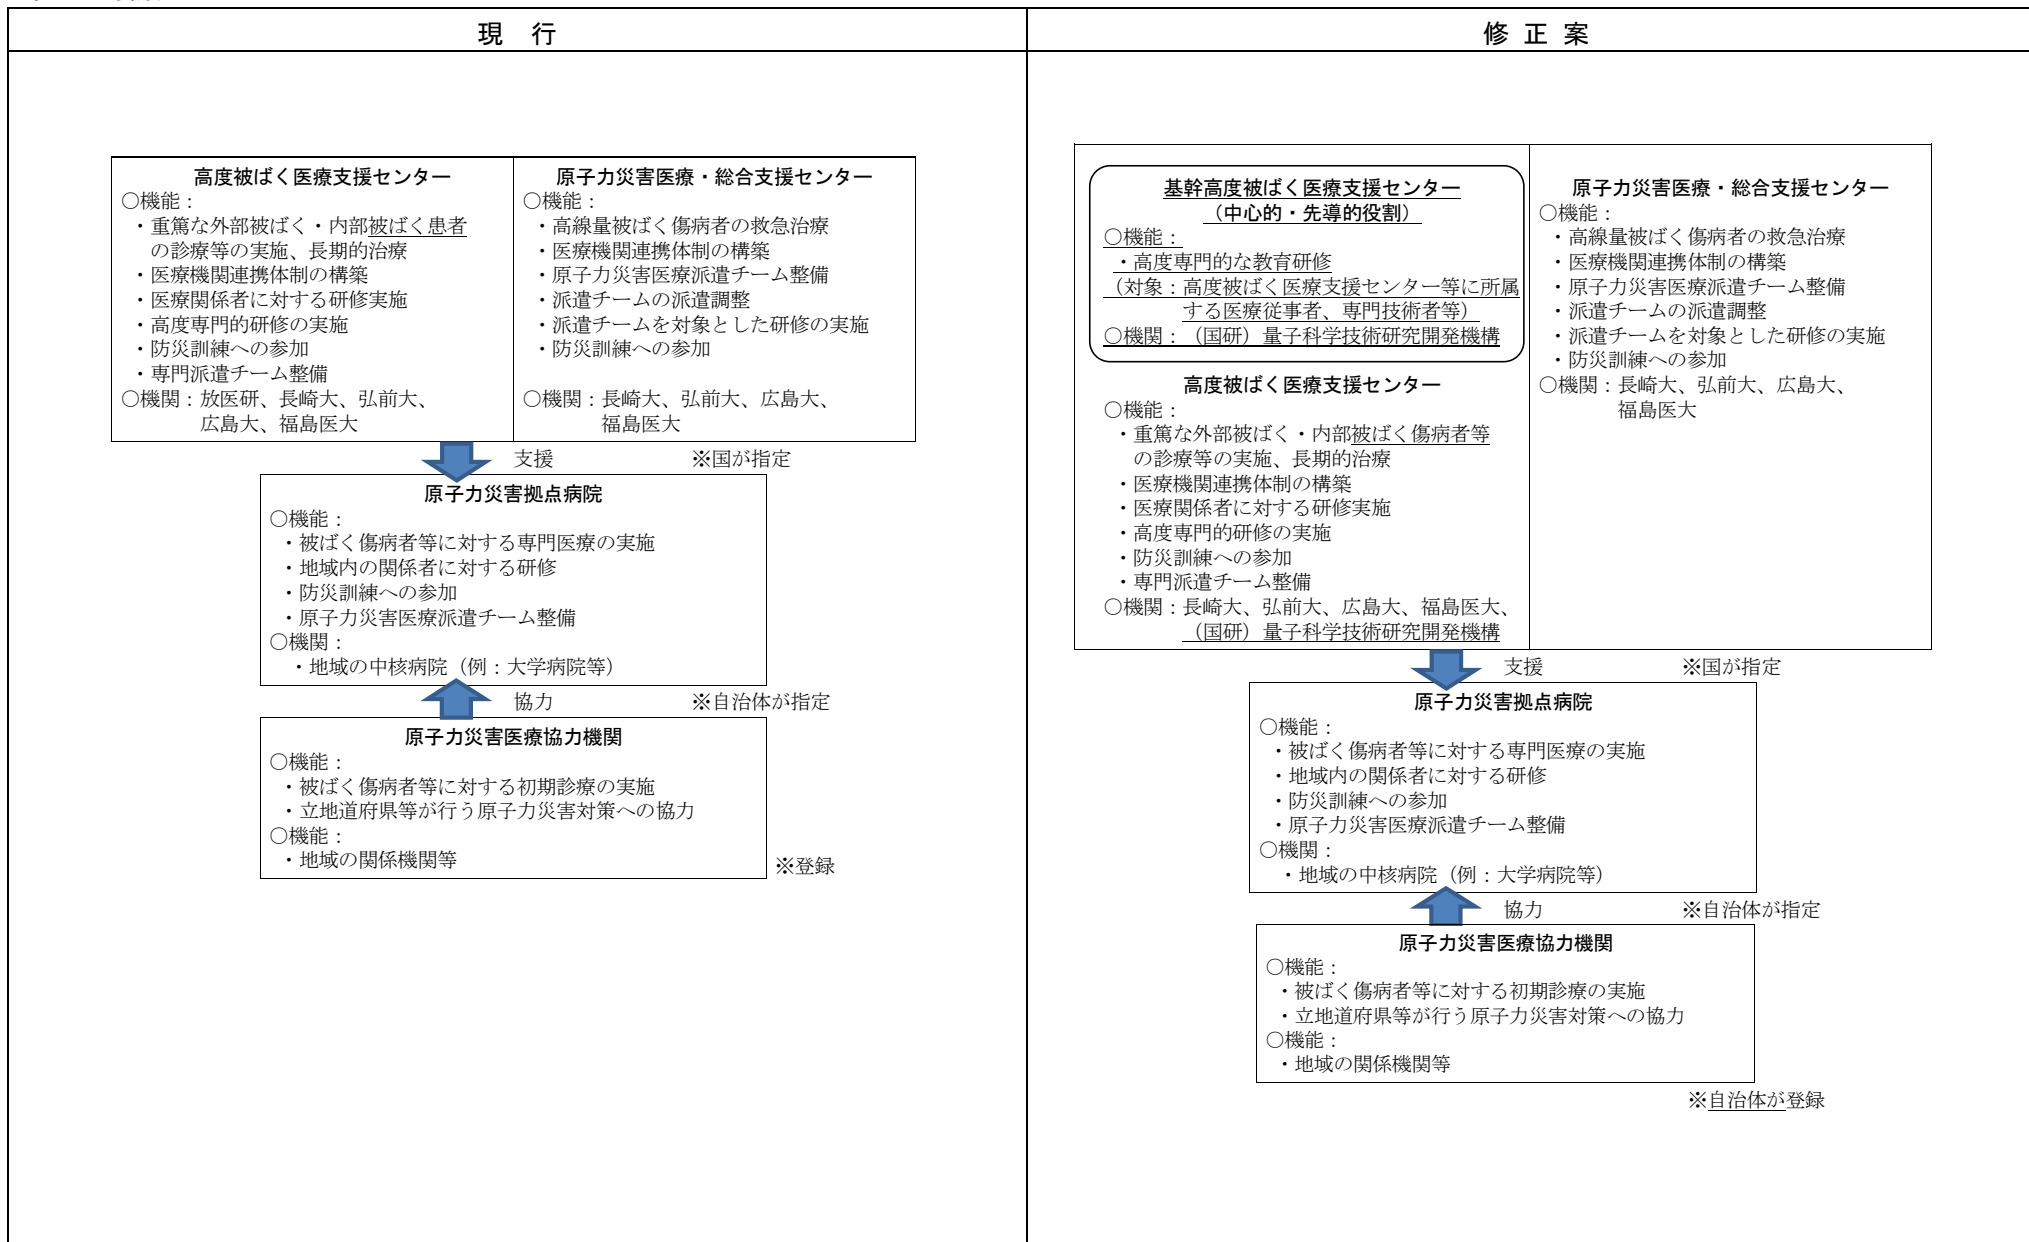 現　行
高度被ばく医療支援センター
○機能：
・重篤な外部被ばく・内部被ばく患者
の診療等の実施、長期的治療
・医療機関連携体制の構築
・医療関係者に対する研修実施
・高度専門的研修の実施
・防災訓練への参加
・専門派遣チーム整備
○機関：放医研、長崎大、弘前大、
広島大、福島医大
原子力災害医療・総合支援センター
○機能：
・高線量被ばく傷病者の救急治療
・医療機関連携体制の構築
・原子力災害医療派遣チーム整備
・派遣チームの派遣調整
・派遣チームを対象とした研修の実施
・防災訓練への参加
○機関：長崎大、弘前大、広島大、
福島医大
支援　※国が指定
原子力災害拠点病院
○機能：
・被ばく傷病者等に対する専門医療の実施
・地域内の関係者に対する研修
・防災訓練への参加
・原子力災害医療派遣チーム整備
○機関：
・地域の中核病院（例：大学病院等）
協力　※自治体が指定
原子力災害医療協力機関
○機能：
・被ばく傷病者等に対する初期診療の実施
・立地道府県等が行う原子力災害対策への協力
○機能：
・地域の関係機関等
※登録
修 正 案
基幹高度被ばく医療支援センター
（中心的・先導的役割）
○機能：
・高度専門的な教育研修
（対象：高度被ばく医療支援センター等に所属
する医療従事者、専門技術者等）
○機関：（国研）量子科学技術研究開発機構
高度被ばく医療支援センター
○機能：
・重篤な外部被ばく・内部被ばく傷病者等
の診療等の実施、長期的治療
・医療機関連携体制の構築
・医療関係者に対する研修実施
・高度専門的研修の実施
・防災訓練への参加
・専門派遣チーム整備
○機関：長崎大、弘前大、広島大、福島医大、
（国研）量子科学技術研究開発機構
原子力災害医療・総合支援センター
○機能：
・高線量被ばく傷病者の救急治療
・医療機関連携体制の構築
・原子力災害医療派遣チーム整備
・派遣チームの派遣調整
・派遣チームを対象とした研修の実施
・防災訓練への参加
○機関：長崎大、弘前大、広島大、
福島医大
支援　※国が指定
原子力災害拠点病院
○機能：
・被ばく傷病者等に対する専門医療の実施
・地域内の関係者に対する研修
・防災訓練への参加
・原子力災害医療派遣チーム整備
○機関：
・地域の中核病院（例：大学病院等）
協力　※自治体が指定
原子力災害医療協力機関
○機能：
・被ばく傷病者等に対する初期診療の実施
・立地道府県等が行う原子力災害対策への協力
○機能：
・地域の関係機関等
※自治体が登録